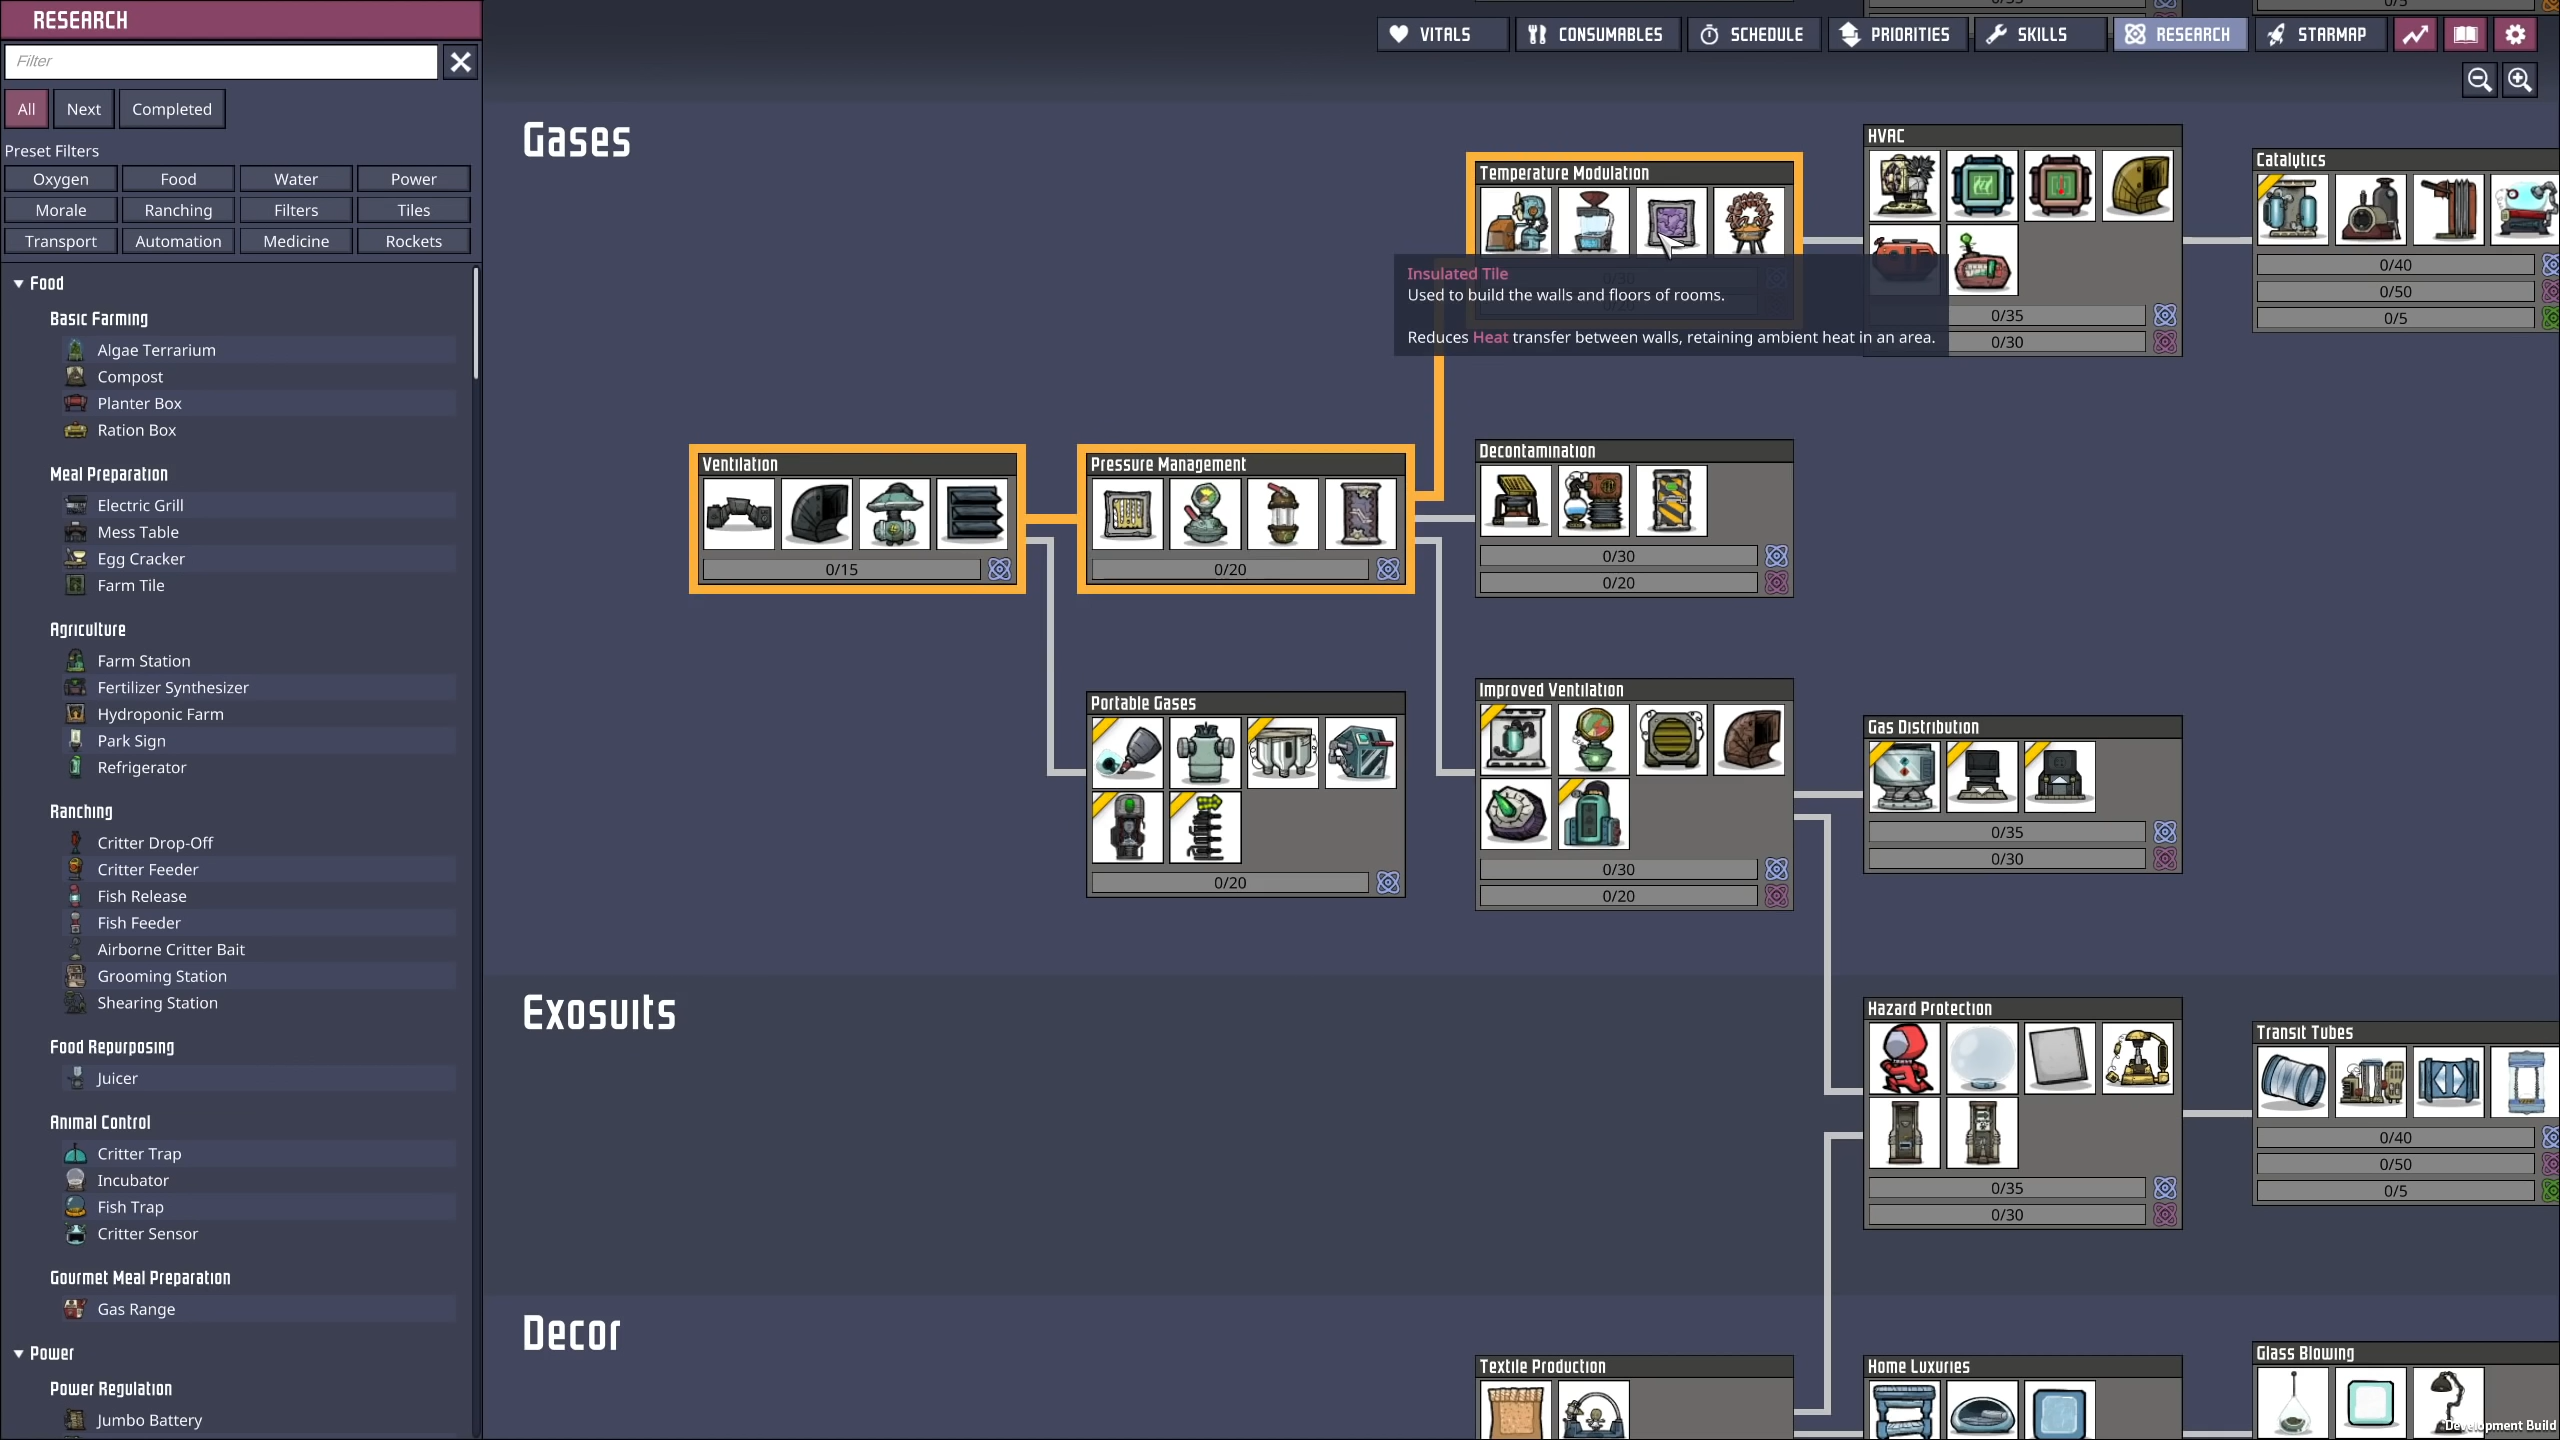 RESEARCH
Filter
All
Next
Completed
Preset Filters
Oxygen
Food
Water
Power
Morale
Ranching
Filters
Tiles
Transport
Automation
Medicine
Rockets
Food
Basic Farming
Algae Terrarium
Compost
Planter Box
Ration Box
Meal Preparation
Electric Grill
Mess Table
Egg Cracker
Farm Tile
Agriculture
Farm Station
Fertilizer Synthesizer
Hydroponic Farm
Park Sign
Refrigerator
Ranching
Critter Drop-Off
Critter Feeder
Fish Release
Fish Feeder
Airborne Critter Bait
Grooming Station
Shearing Station
Food Repurposing
Juicer
Animal Control
Critter Trap
Incubator
Fish Trap
Critter Sensor
Gourmet Meal Preparation
Gas Range
Power
Power Regulation
Jumbo Battery
VITALS
CONSUMABLES
SCHEDULE
PRIORITIES
SKILLS
RESEARCH
STARMAP
Gases
Temperature Modulation
Insulated Tile
Used to build the walls and floors of rooms.
Reduces Heat transfer between walls, retaining ambient heat in an area.
HVAC
0/35
0/30
Catalytics
0/40
0/50
0/5
Ventilation
0/15
Pressure Management
0/20
Decontamination
0/30
0/20
Portable Gases
0/20
Improved Ventilation
0/30
0/20
Gas Distribution
0/35
0/30
Exosuits
Hazard Protection
0/35
0/30
Transit Tubes
0/40
0/50
0/5
Decor
Textile Production
Home Luxuries
Glass Blowing
Development Build